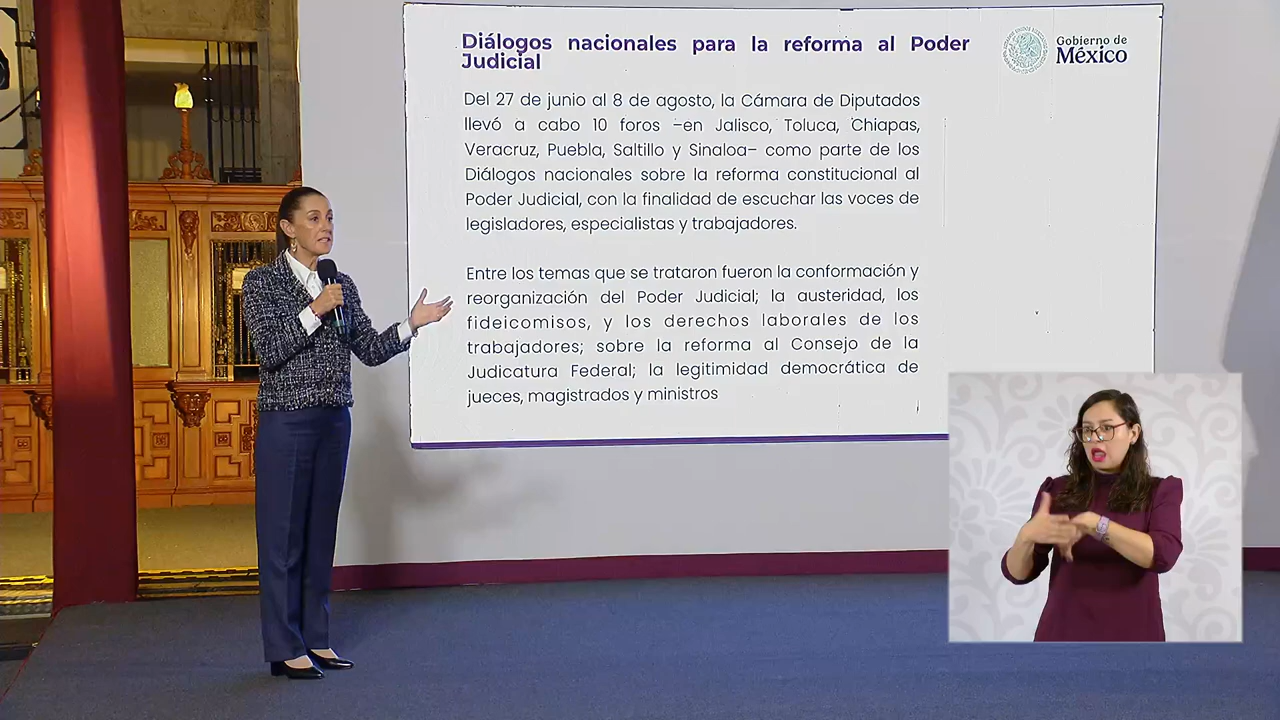 Diálogos nacionales para la reforma al Poder
Judicial
Gobierno de
México
Del 27 de junio al 8 de agosto, la Cámara de Diputados
llevó a cabo 10 foros –en Jalisco, Toluca, Chiapas,
Veracruz, Puebla, Saltillo y Sinaloa– como parte de los
Diálogos nacionales sobre la reforma constitucional al
Poder Judicial, con la finalidad de escuchar las voces de
legisladores, especialistas y trabajadores.
Entre los temas que se trataron fueron la conformación y
reorganización del Poder Judicial; la austeridad, los
fideicomisos, y los derechos laborales de los
trabajadores; sobre la reforma al Consejo de la
Judicatura Federal; la legitimidad democrática de
jueces, magistrados y ministros